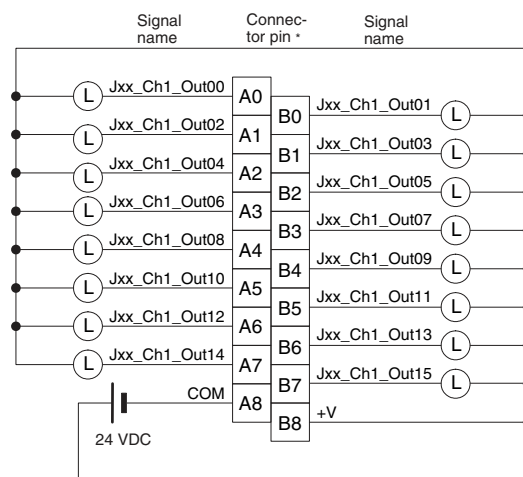 Signal
name
Connec-
tor pin *
Signal
name
L Jxx_Ch1_Out00 A0
B0 Jxx_Ch1_Out01 L
L Jxx_Ch1_Out02 A1
B1 Jxx_Ch1_Out03 L
L Jxx_Ch1_Out04 A2
B2 Jxx_Ch1_Out05 L
L Jxx_Ch1_Out06 A3
B3 Jxx_Ch1_Out07 L
L Jxx_Ch1_Out08 A4
B4 Jxx_Ch1_Out09 L
L Jxx_Ch1_Out10 A5
B5 Jxx_Ch1_Out11 L
L Jxx_Ch1_Out12 A6
B6 Jxx_Ch1_Out13 L
L Jxx_Ch1_Out14 A7
B7 Jxx_Ch1_Out15 L
COM A8
B8 +V
24 VDC